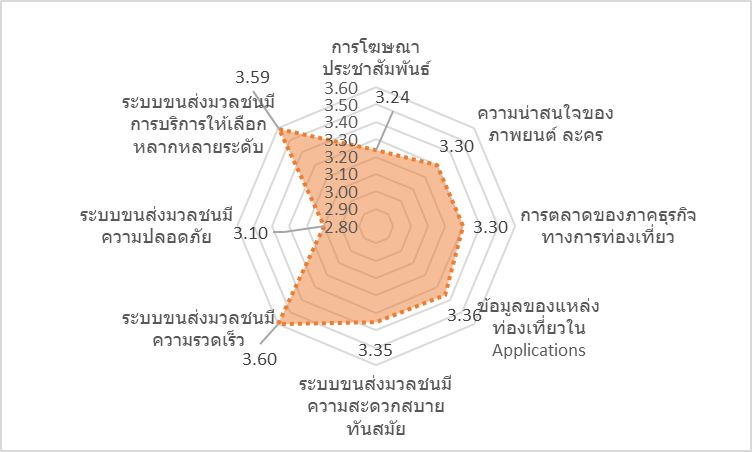 การโฆษณา
ประชาสัมพันธ์
3.24
ความน่าสนใจของ
ภาพยนต์ ละคร
3.30
การตลาดของภาคธุรกิจ
ทางการท่องเที่ยว
3.30
ข้อมูลของแหล่ง
ท่องเที่ยวใน
Applications
3.36
ระบบขนส่งมวลชนมี
ความสะดวกสบาย
ทันสมัย
3.35
ระบบขนส่งมวลชนมี
ความรวดเร็ว
3.60
ระบบขนส่งมวลชนมี
ความปลอดภัย
3.10
ระบบขนส่งมวลชนมี
การบริการให้เลือก
หลากหลายระดับ
3.59
3.60
3.50
3.40
3.30
3.20
3.10
3.00
2.90
2.80